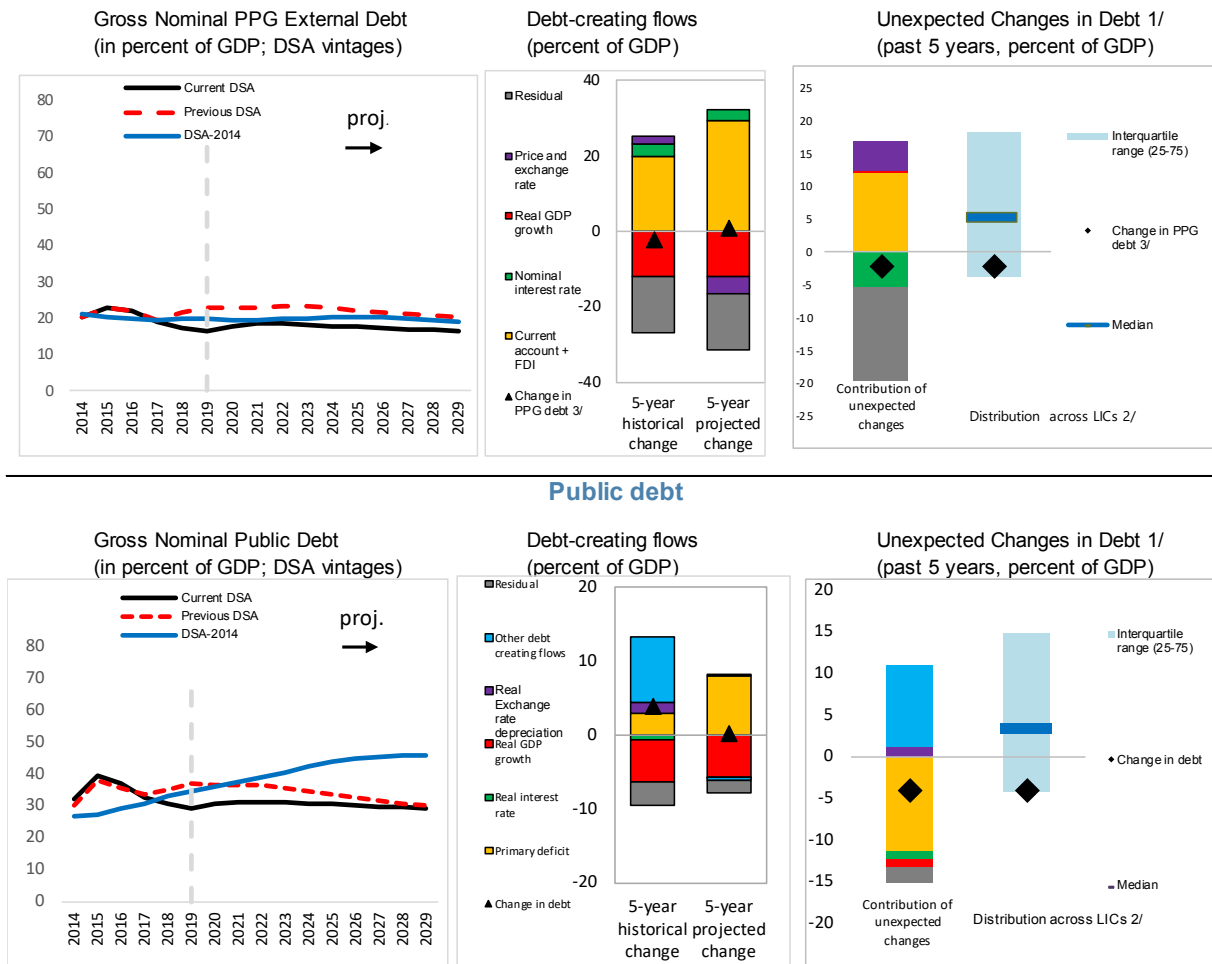 Gross Nominal PPG External Debt
(in percent of GDP; DSA vintages)
Current DSA
Previous DSA
DSA-2014
proj.
80
70
60
50
40
30
20
10
0
2014 2015 2016 2017 2018 2019 2020 2021 2022 2023 2024 2025 2026 2027 2028 2029
Debt-creating flows
(percent of GDP)
Residual
Price and
exchange
rate
Real GDP
growth
Nominal
interest rate
Current
account +
FDI
Change in
PPG debt 3/
40
20
0
-20
-40
5-year
historical
change
5-year
projected
change
Unexpected Changes in Debt 1/
(past 5 years, percent of GDP)
25
20
15
10
5
0
-5
-10
-15
-20
-25
Contribution of
unexpected
changes
Distribution across LICs 2/
Interquartile
range (25-75)
Change in PPG
debt 3/
Median
Public debt
Gross Nominal Public Debt
(in percent of GDP; DSA vintages)
Current DSA
Previous DSA
DSA-2014
proj.
80
70
60
50
40
30
20
10
0
2014 2015 2016 2017 2018 2019 2020 2021 2022 2023 2024 2025 2026 2027 2028 2029
Debt-creating flows
(percent of GDP)
Residual
Other debt
creating flows
Real
Exchange
rate
depreciation
Real GDP
growth
Real interest
rate
Primary deficit
Change in debt
20
10
0
-10
-20
5-year
historical
change
5-year
projected
change
Unexpected Changes in Debt 1/
(past 5 years, percent of GDP)
20
15
10
5
0
-5
-10
-15
-20
Contribution of
unexpected
changes
Distribution across LICs 2/
Interquartile
range (25-75)
Change in debt
Median